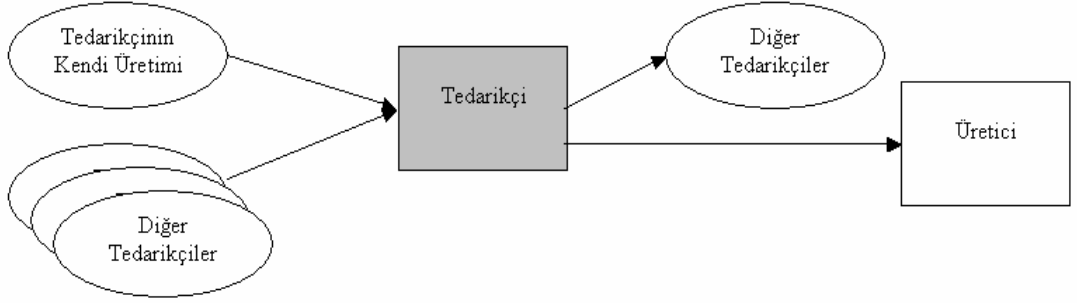 Tedarikçinin
Kendi Üretimi
Tedarikçi
Diğer
Tedarikçiler
Üretici
Diğer
Tedarikçiler